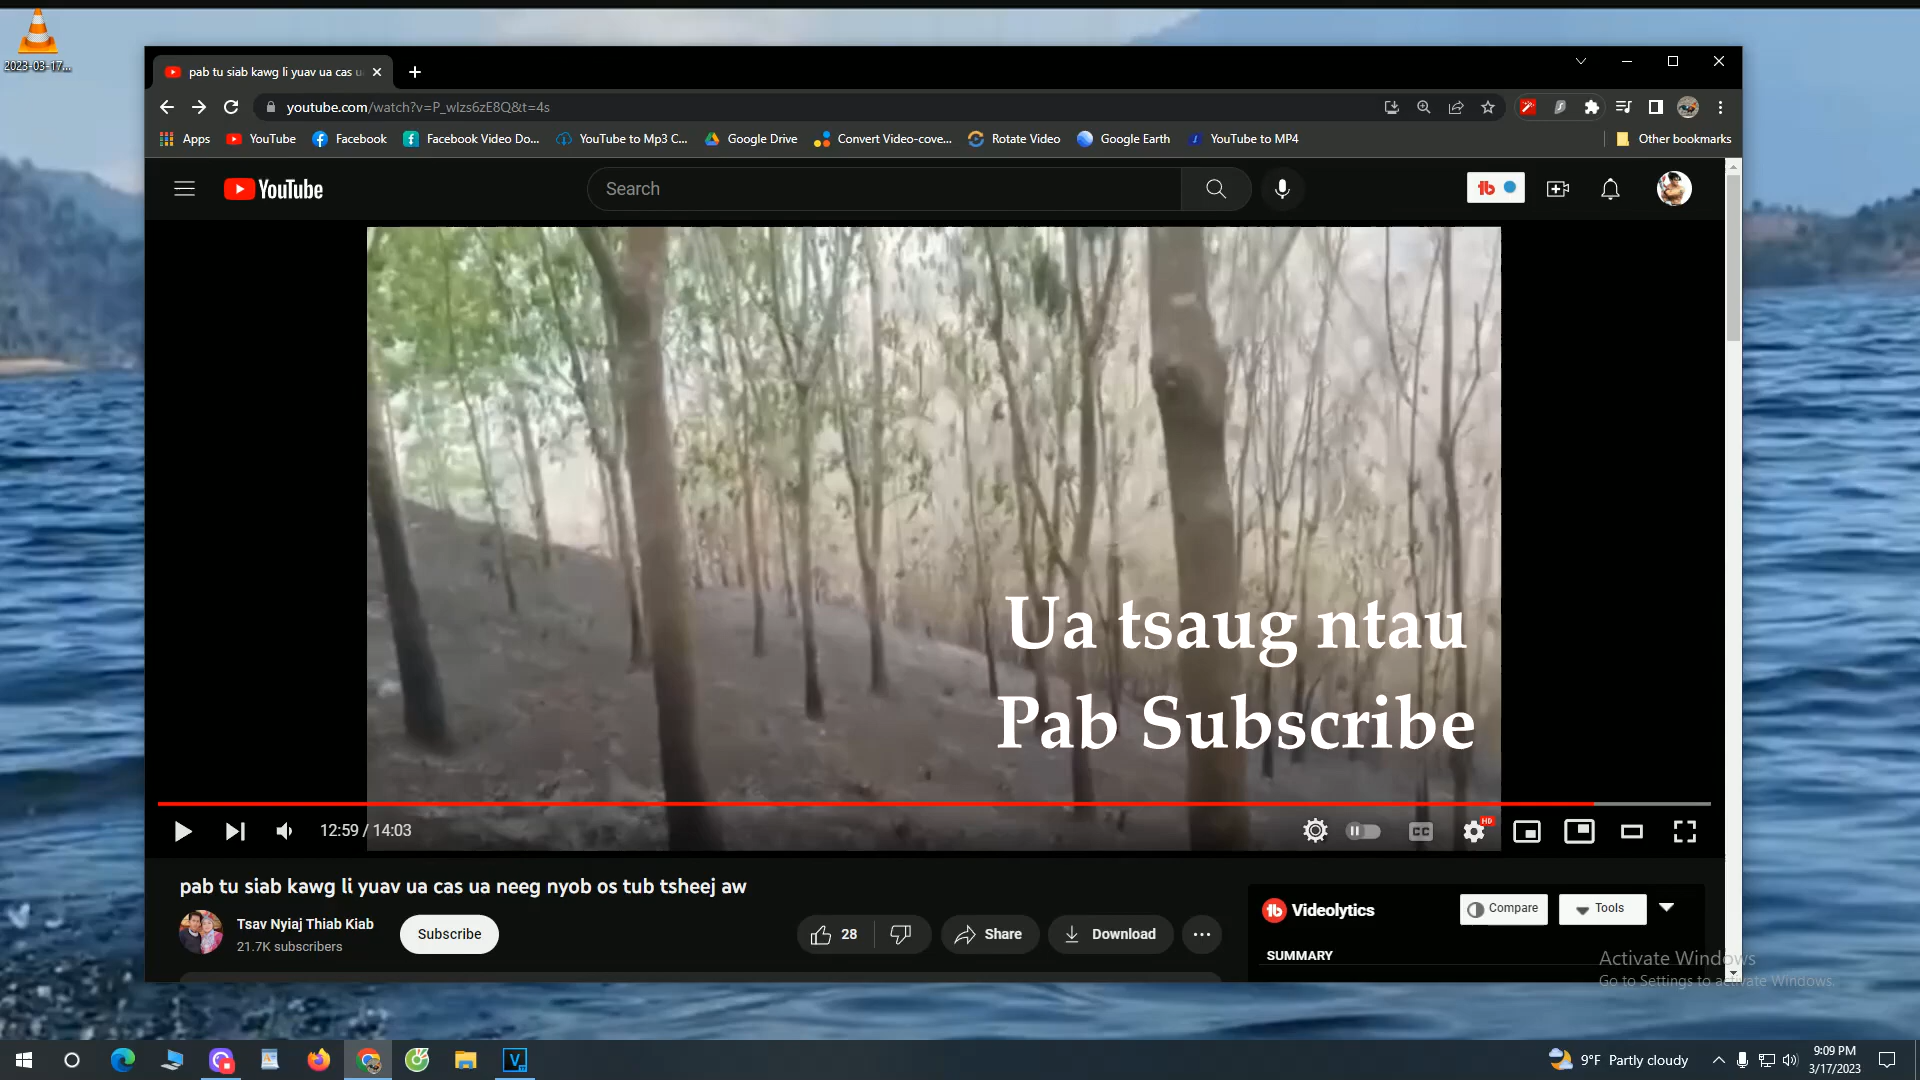 2023-03-17...
pab tu siab kawg li yuav ua cas u
youtube.com/watch?v=P_wlzs6zE8Q&t=4s
Apps YouTube Facebook Facebook Video Do... YouTube to Mp3 C... Google Drive Convert Video-cove... Rotate Video Google Earth YouTube to MP4 Other bookmarks
YouTube
Search
Ua tsaug ntau
Pab Subscribe
12:59 / 14:03
CC
HD
pab tu siab kawg li yuav ua cas ua neeg nyob os tub tsheej aw
Tsav Nyiaj Thiab Kiab
21.7K subscribers
Subscribe
28
Share
Download
Videolytics
Compare
Tools
SUMMARY
Activate Windows
Go to Settings to activate Windows.
9°F Partly cloudy
9:09 PM
3/17/2023